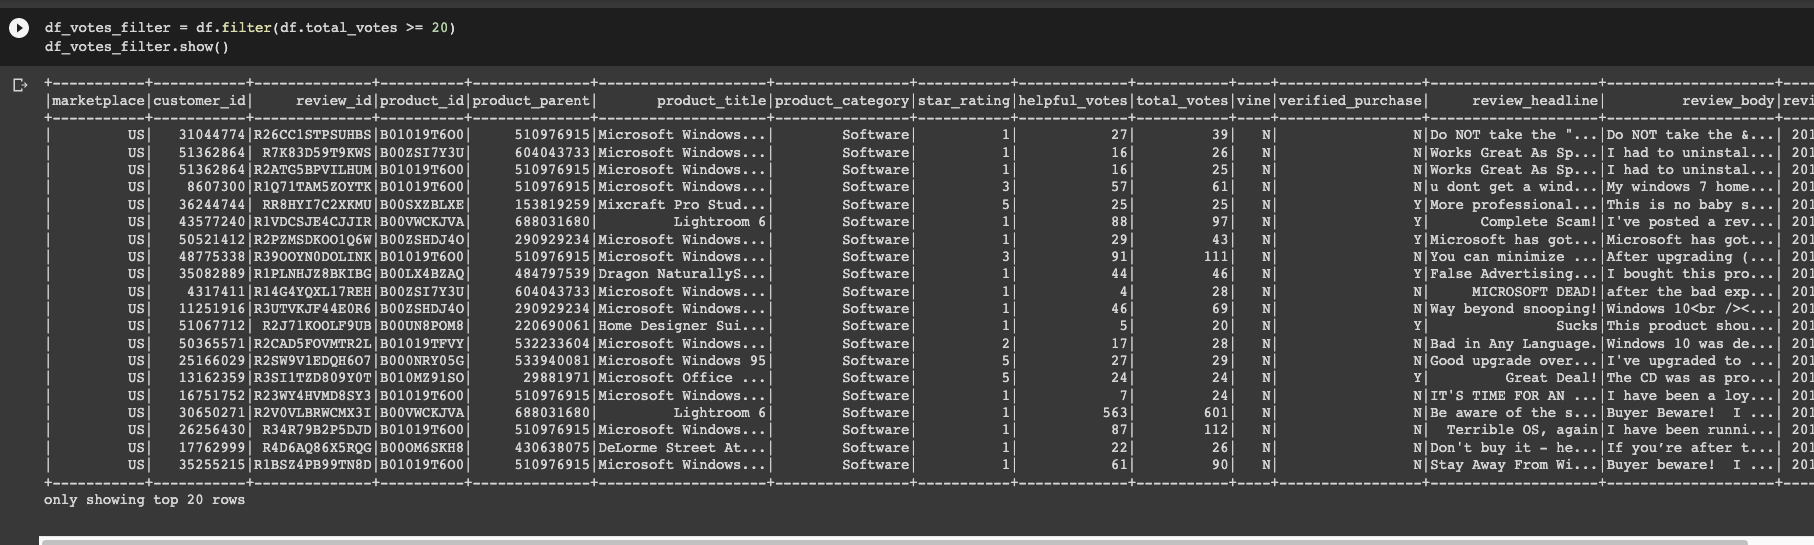 df_votes_filter = df.filter(df.total_votes >= 20)
df_votes_filter.show()
+-----------+-----------+--------------+----------+--------------+--------------------+----------------+-----------+-------------+-----------+----+-----------------+--------------------+--------------------+----
|marketplace|customer_id|     review_id|product_id|product_parent|       product_title|product_category|star_rating|helpful_votes|total_votes|vine|verified_purchase|     review_headline|         review_body|revi
+-----------+-----------+--------------+----------+--------------+--------------------+----------------+-----------+-------------+-----------+----+-----------------+--------------------+--------------------+----
|         US|   31044774|R26CC1STPSUHBS|B01019T6O0|     510976915|Microsoft Windows...|        Software|          1|           27|         39|   N|                N|Do NOT take the "...|Do NOT take the &...| 201
|         US|   51362864| R7K83D59T9KWS|B00ZSI7Y3U|     604043733|Microsoft Windows...|        Software|          1|           16|         26|   N|                N|Works Great As Sp...|I had to uninstal...| 201
|         US|   51362864|R2ATG5BPVILHUM|B01019T6O0|     510976915|Microsoft Windows...|        Software|          1|           16|         25|   N|                N|Works Great As Sp...|I had to uninstal...| 201
|         US|    8607300|R1Q71TAM5ZOYTK|B01019T6O0|     510976915|Microsoft Windows...|        Software|          3|           57|         61|   N|                N|u dont get a wind...|My windows 7 home...| 201
|         US|   36244744| RR8HYI7C2XKMU|B00SXZBLXE|     153819259|Mixcraft Pro Stud...|        Software|          5|           25|         25|   N|                Y|More professional...|This is no baby s...| 201
|         US|   43577240|R1VDCSJE4CJJIR|B00VWCKJVA|     688031680|         Lightroom 6|        Software|          1|           88|         97|   N|                Y|       Complete Scam!|I've posted a rev...| 201
|         US|   50521412|R2PZMSDKOO1Q6W|B00ZSHDJ4O|     290929234|Microsoft Windows...|        Software|          1|           29|         43|   N|                Y|Microsoft has got...|Microsoft has got...| 201
|         US|   48775338|R39OOYN0DOLINK|B01019T6O0|     510976915|Microsoft Windows...|        Software|          3|           91|        111|   N|                N|You can minimize ...|After upgrading (...| 201
|         US|   35082889|R1PLNHJZ8BKIBG|B00LX4BZAQ|     484797539|Dragon NaturallyS...|        Software|          1|           44|         46|   N|                Y|False Advertising...|I bought this pro...| 201
|         US|    4317411|R14G4YQXL17REH|B00ZSI7Y3U|     604043733|Microsoft Windows...|        Software|          1|            4|         28|   N|                N|     MICROSOFT DEAD!|after the bad exp...| 201
|         US|   11251916|R3UTVKJF44E0R6|B00ZSHDJ4O|     290929234|Microsoft Windows...|        Software|          1|           46|         69|   N|                N|Way beyond snooping!|Windows 10<br /><...| 201
|         US|   51067712| R2J71KOOLF9UB|B00UN8POM8|     220690061|Home Designer Sui...|        Software|          1|            5|         20|   N|                Y|               Sucks|This product shou...| 201
|         US|   50365571|R2CAD5FOVMTR2L|B01019TFVY|     532233604|Microsoft Windows...|        Software|          2|           17|         28|   N|                N|Bad in Any Language.|Windows 10 was de...| 201
|         US|   25166029|R2SW9V1EDQH6O7|B000NRY05G|     533940081|Microsoft Windows 95|        Software|          5|           27|         29|   N|                N|Good upgrade over...|I've upgraded to ...| 201
|         US|   13162359|R3SI1TZD809Y0T|B010MZ91SO|      29881971|Microsoft Office ...|        Software|          5|           24|         24|   N|                Y|         Great Deal!|The CD was as pro...| 201
|         US|   16751752|R23WY4HVMD8SY3|B01019T6O0|     510976915|Microsoft Windows...|        Software|          1|            7|         24|   N|                N|IT'S TIME FOR AN ...|I have been a loy...| 201
|         US|   30650271|R2V0VLBRWCMX3I|B00VWCKJVA|     688031680|         Lightroom 6|        Software|          1|          563|        601|   N|                N|Be aware of the s...|Buyer Beware!  I ...| 201
|         US|   26256430| R34R79B2P5DJD|B01019T6O0|     510976915|Microsoft Windows...|        Software|          1|           87|        112|   N|                N|  Terrible OS, again|I have been runni...| 201
|         US|   17762999| R4D6AQ86X5RQG|B00OM6SKH8|     430638075|DeLorme Street At...|        Software|          1|           22|         26|   N|                N|Don't buy it - he...|If you're after t...| 201
|         US|   35255215|R1BSZ4PB99TN8D|B01019T6O0|     510976915|Microsoft Windows...|        Software|          1|           61|         90|   N|                N|Stay Away From Wi...|Buyer beware!  I ...| 201
+-----------+-----------+--------------+----------+--------------+--------------------+----------------+-----------+-------------+-----------+----+-----------------+--------------------+--------------------+----
only showing top 20 rows